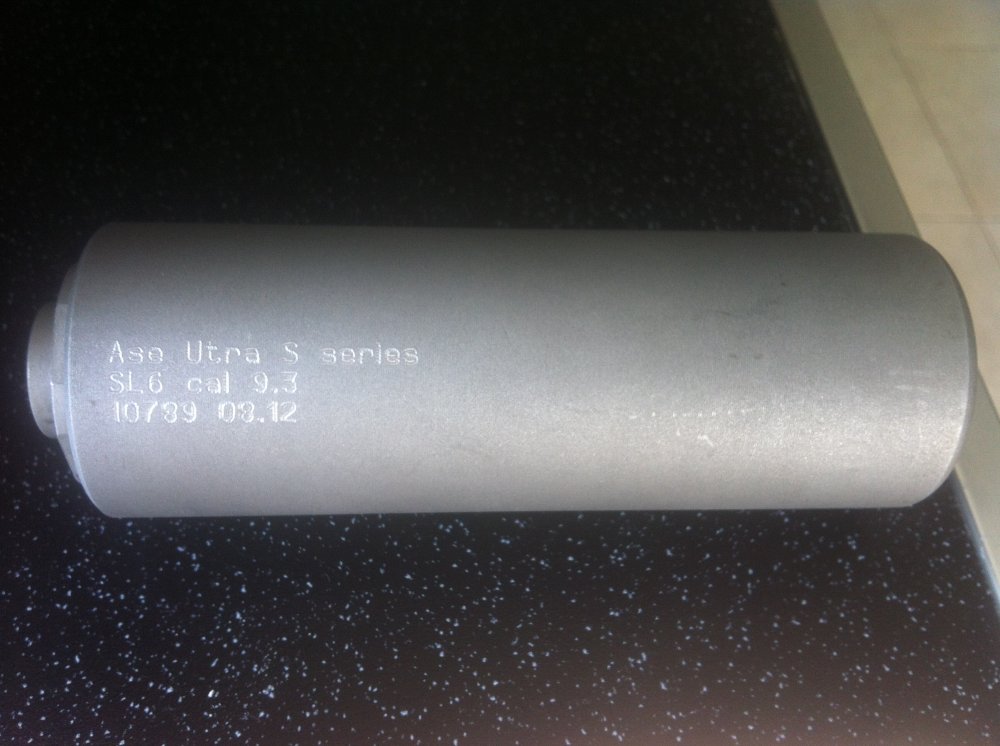 Ase Utra S series
SL6 cal 9.3
10789 08.12